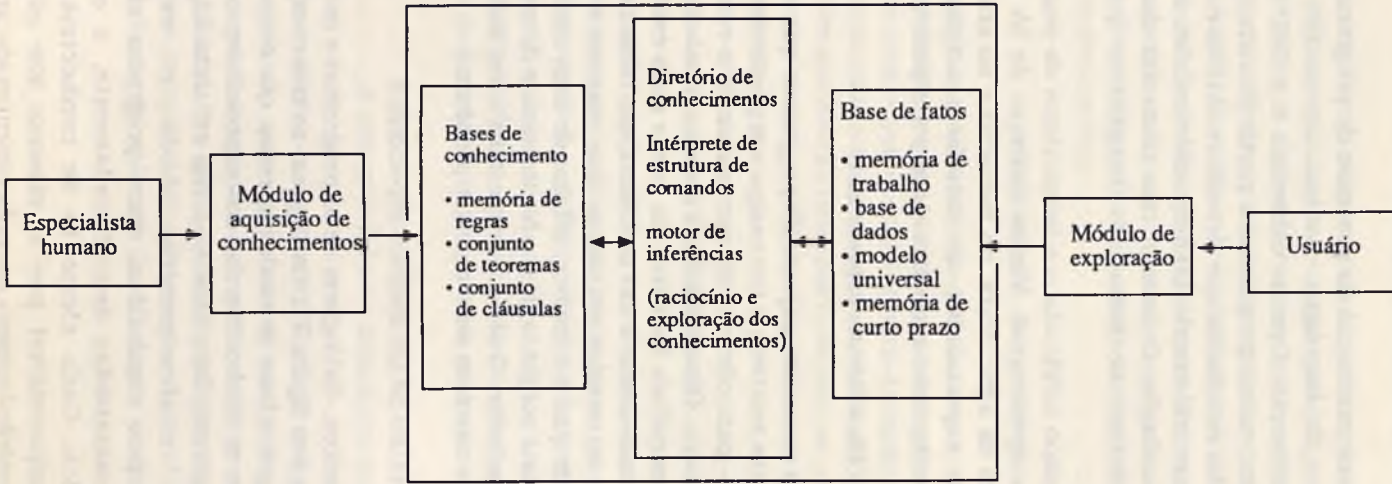 Especialista
humano
Módulo de
aquisição de
conhecimentos
Bases de
conhecimento
• memória de
regras
• conjunto
de teoremas
• conjunto
de cláusulas
Diretório de
conhecimentos
Intérprete de
estrutura de
comandos
motor de
inferências
(raciocínio e
exploração dos
conhecimentos)
Base de fatos
• memória de
trabalho
• base de
dados
• modelo
universal
• memória de
curto prazo
Módulo de
exploração
Usuário